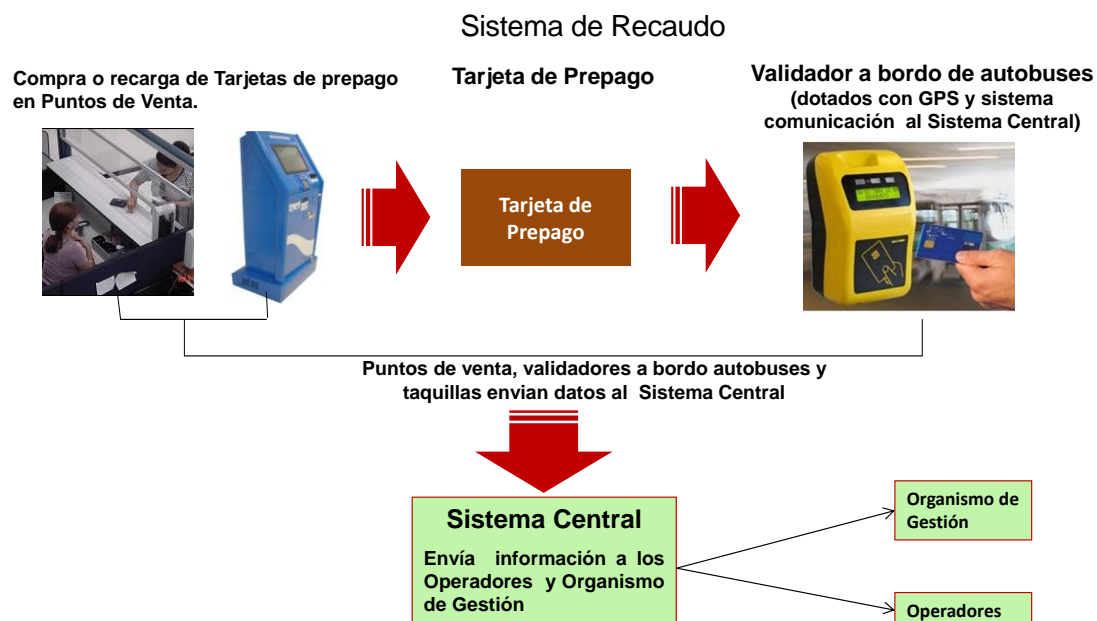 Sistema de Recaudo
Compra o recarga de Tarjetas de prepago
en Puntos de Venta.
Tarjeta de Prepago
Validador a bordo de autobuses
(dotados con GPS y sistema
comunicación al Sistema Central)
Tarjeta de
Prepago
Puntos de venta, validadores a bordo autobuses y
taquillas envian datos al Sistema Central
Sistema Central
Envía información a los
Operadores y Organismo
de Gestión
Organismo de
Gestión
Operadores